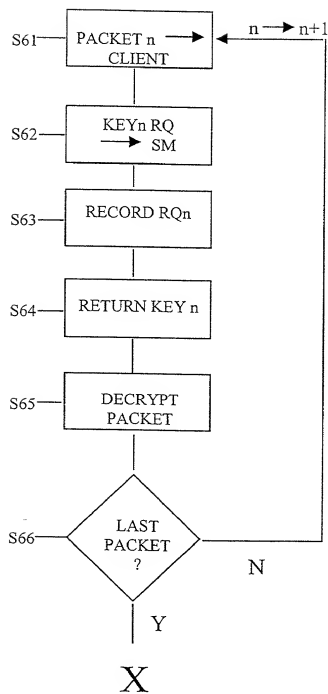 n → n+1
S61
PACKET n →
CLIENT
S62
KEYn RQ
→ SM
S63
RECORD RQn
S64
RETURN KEY n
S65
DECRYPT
PACKET
S66
LAST
PACKET
?
N
Y
X